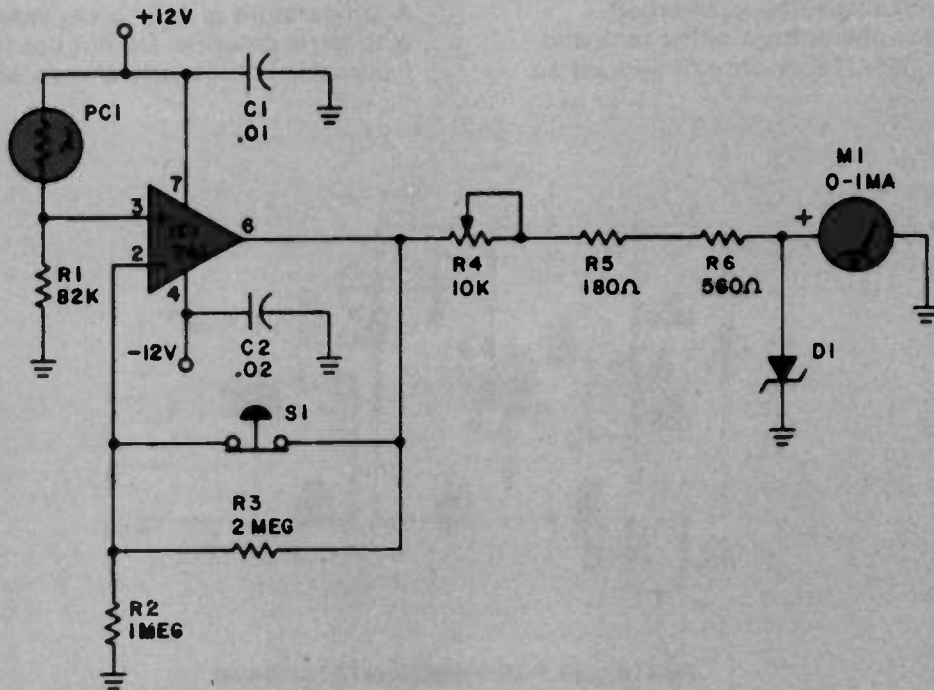 +12V
PC1
C1
.01
7
3
2
6
4
R1
82K
-12V
C2
.02
R4
10K
R5
180Ω
R6
560Ω
M1
0-1MA
+
D1
S1
R3
2 MEG
R2
1MEG